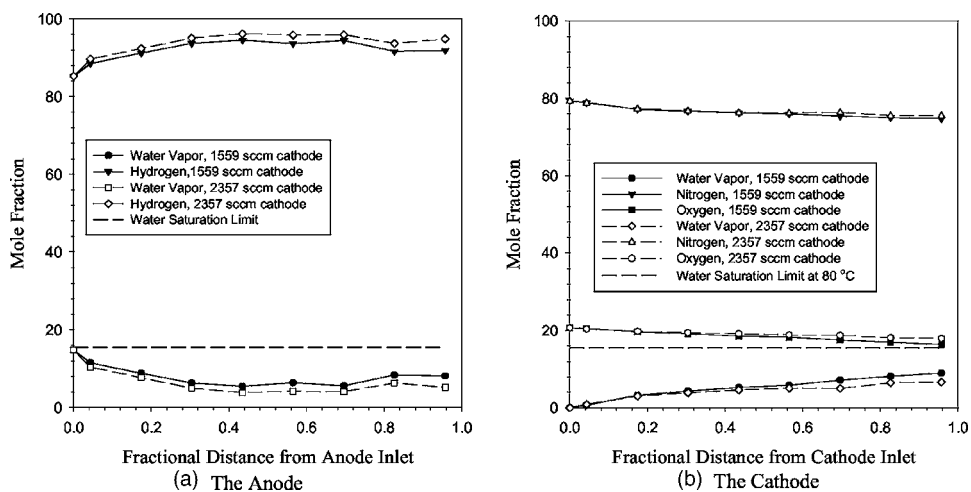 100
80
60
40
20
0
Mole Fraction
Water Vapor, 1559 sccm cathode
Hydrogen,1559 sccm cathode
Water Vapor, 2357 sccm cathode
Hydrogen, 2357 sccm cathode
Water Saturation Limit
0.0 0.2 0.4 0.6 0.8 1.0
Fractional Distance from Anode Inlet
(a) The Anode
100
80
60
40
20
0
Mole Fraction
Water Vapor, 1559 sccm cathode
Nitrogen, 1559 sccm cathode
Oxygen, 1559 sccm cathode
Water Vapor, 2357 sccm cathode
Nitrogen, 2357 sccm cathode
Oxygen, 2357 sccm cathode
Water Saturation Limit at 80 °C
0.0 0.2 0.4 0.6 0.8 1.0
Fractional Distance from Cathode Inlet
(b) The Cathode